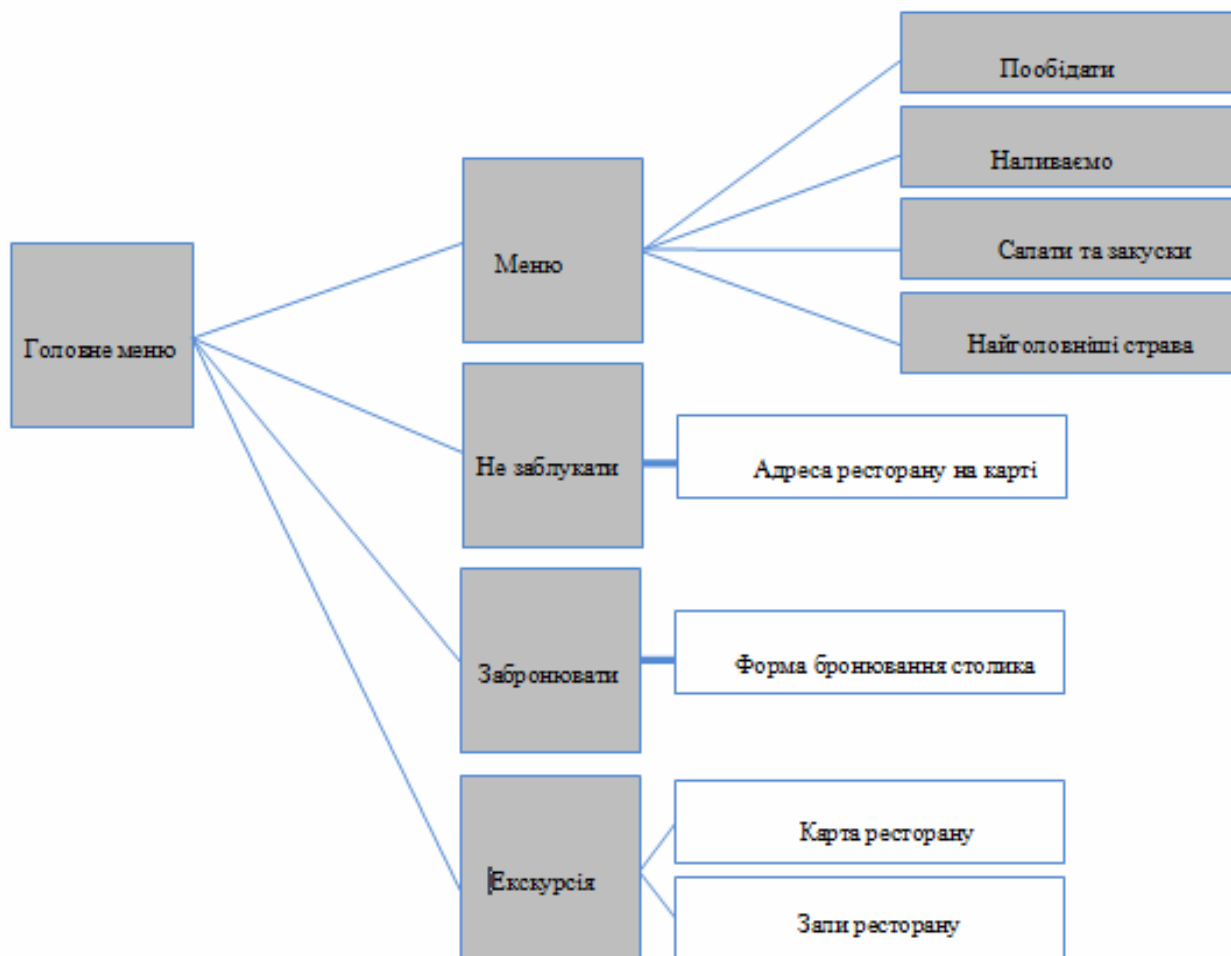 Пообідати
Наливаємо
Салати та закуски
Найголовніші страва
Меню
Головне меню
Не заблукати
Адреса ресторану на карті
Забронювати
Форма бронювання столика
Екскурсія
Карта ресторану
Зали ресторану